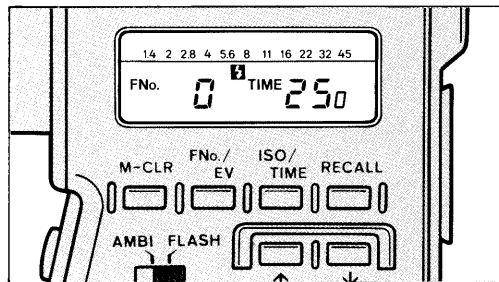 1.4 2 2.8 4 5.6 8 11 16 22 32 45
FNo. 0 TIME 250
M-CLR FNo./EV ISO/TIME RECALL
AMBI FLASH